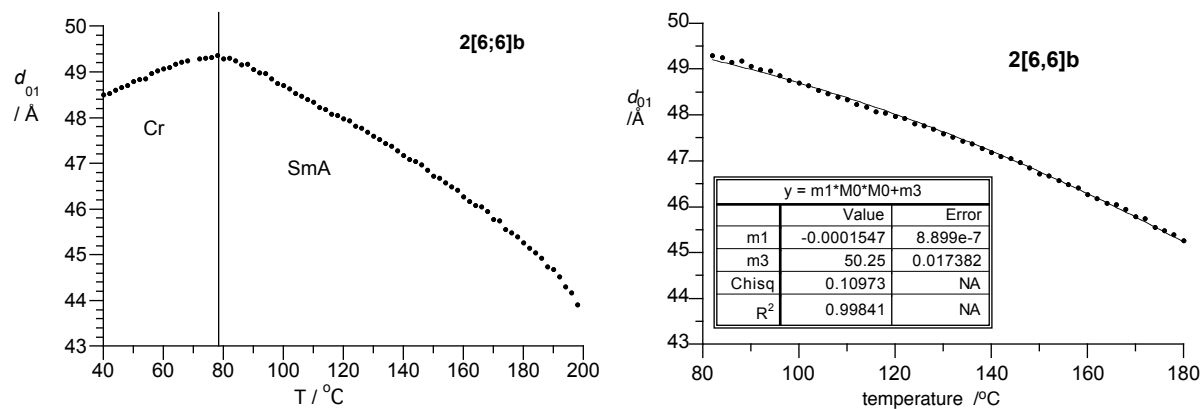 50
49
48
47
46
45
44
43
d01
/ Å
2[6;6]b
Cr
SmA
40 60 80 100 120 140 160 180 200
T / °C
50
49
48
47
46
45
44
43
d01
/Å
2[6,6]b
y = m1*M0*M0+m3
Value Error
m1 -0.0001547 8.899e-7
m3 50.25 0.017382
Chisq 0.10973 NA
R² 0.99841 NA
80 100 120 140 160 180
temperature /ºC